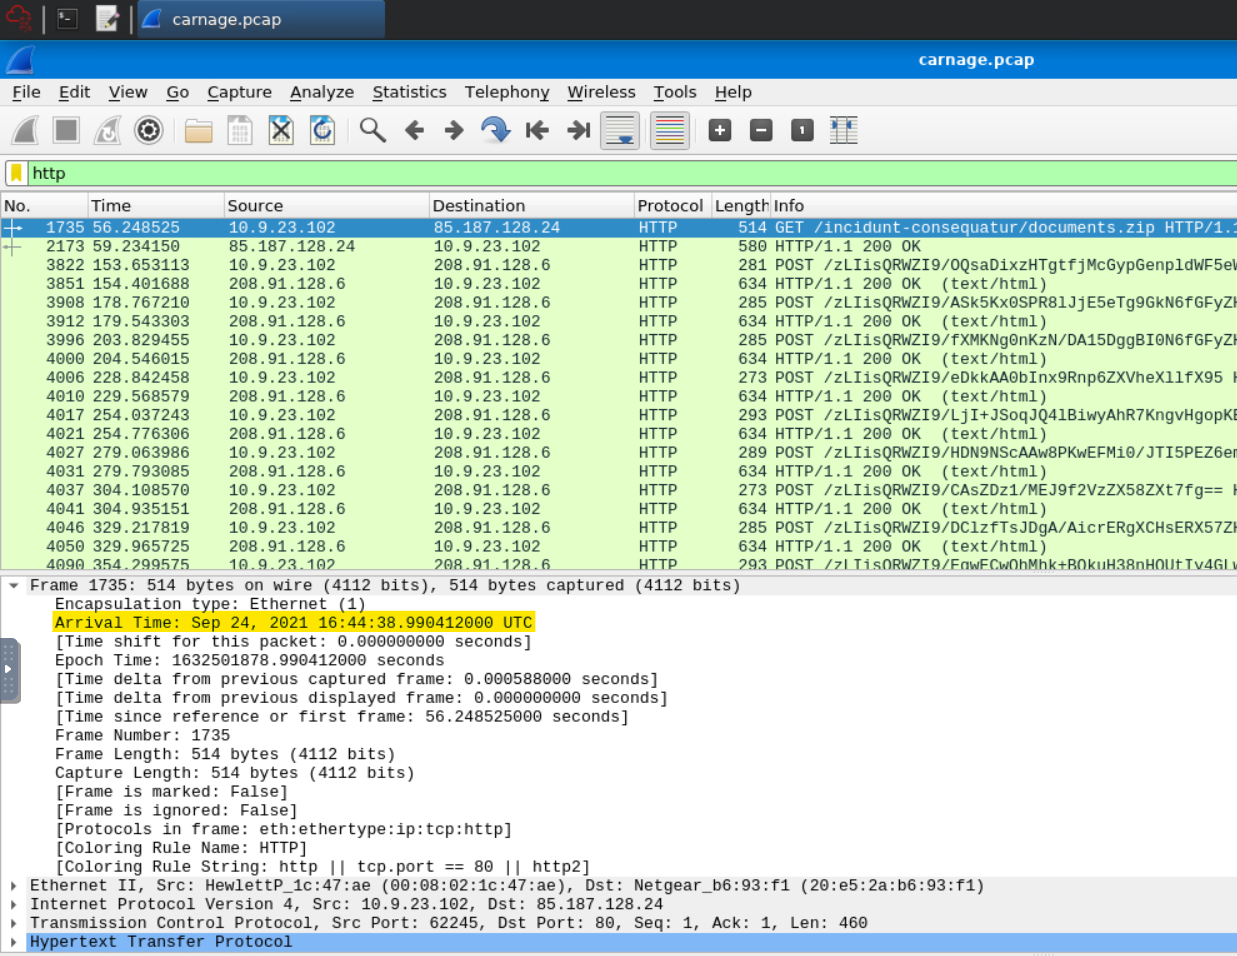 carnage.pcap
carnage.pcap
File Edit View Go Capture Analyze Statistics Telephony Wireless Tools Help
http
No. Time Source Destination Protocol Length Info
1735 56.248525 10.9.23.102 85.187.128.24 HTTP 514 GET /incidunt-consequatur/documents.zip HTTP/1.1
2173 59.234150 85.187.128.24 10.9.23.102 HTTP 580 HTTP/1.1 200 OK
3822 153.653113 10.9.23.102 208.91.128.6 HTTP 281 POST /zLIisQRWZI9/OQsaDixzHTgtfjMcGypGenpldWF5eW
3851 154.401688 208.91.128.6 10.9.23.102 HTTP 634 HTTP/1.1 200 OK (text/html)
3908 178.767210 10.9.23.102 208.91.128.6 HTTP 285 POST /zLIisQRWZI9/ASk5Kx0SPR8lJjE5eTg9GkN6fGFyZH
3912 179.543303 208.91.128.6 10.9.23.102 HTTP 634 HTTP/1.1 200 OK (text/html)
3996 203.829455 10.9.23.102 208.91.128.6 HTTP 285 POST /zLIisQRWZI9/fXMKNg0nKzN/DA15DggBI0N6fGFyZH
4000 204.546015 208.91.128.6 10.9.23.102 HTTP 634 HTTP/1.1 200 OK (text/html)
4006 228.842458 10.9.23.102 208.91.128.6 HTTP 273 POST /zLIisQRWZI9/eDkkAA0bInx9Rnp6ZXVheXllfX95 H
4010 229.568579 208.91.128.6 10.9.23.102 HTTP 634 HTTP/1.1 200 OK (text/html)
4017 254.037243 10.9.23.102 208.91.128.6 HTTP 293 POST /zLIisQRWZI9/LjI+JSoqJQ4lBiwyAhR7KngvHgopKE
4021 254.776306 208.91.128.6 10.9.23.102 HTTP 634 HTTP/1.1 200 OK (text/html)
4027 279.063986 10.9.23.102 208.91.128.6 HTTP 289 POST /zLIisQRWZI9/HDN9NScAAw8PKwEFMi0/JTI5PEZ6em
4031 279.793085 208.91.128.6 10.9.23.102 HTTP 634 HTTP/1.1 200 OK (text/html)
4037 304.108570 10.9.23.102 208.91.128.6 HTTP 273 POST /zLIisQRWZI9/CAsZDz1/MEJ9f2VzZX58ZXt7fg== H
4041 304.935151 208.91.128.6 10.9.23.102 HTTP 634 HTTP/1.1 200 OK (text/html)
4046 329.217819 10.9.23.102 208.91.128.6 HTTP 285 POST /zLIisQRWZI9/DClzfTsJDgA/AicrERgXCHsERX57ZH
4050 329.965725 208.91.128.6 10.9.23.102 HTTP 634 HTTP/1.1 200 OK (text/html)
4090 354.299575 10.9.23.102 208.91.128.6 HTTP 293 POST
Frame 1735: 514 bytes on wire (4112 bits), 514 bytes captured (4112 bits)
Encapsulation type: Ethernet (1)
Arrival Time: Sep 24, 2021 16:44:38.990412000 UTC
[Time shift for this packet: 0.000000000 seconds]
Epoch Time: 1632501878.990412000 seconds
[Time delta from previous captured frame: 0.000588000 seconds]
[Time delta from previous displayed frame: 0.000000000 seconds]
[Time since reference or first frame: 56.248525000 seconds]
Frame Number: 1735
Frame Length: 514 bytes (4112 bits)
Capture Length: 514 bytes (4112 bits)
[Frame is marked: False]
[Frame is ignored: False]
[Protocols in frame: eth:ethertype:ip:tcp:http]
[Coloring Rule Name: HTTP]
[Coloring Rule String: http || tcp.port == 80 || http2]
Ethernet II, Src: HewlettP_1c:47:ae (00:08:02:1c:47:ae), Dst: Netgear_b6:93:f1 (20:e5:2a:b6:93:f1)
Internet Protocol Version 4, Src: 10.9.23.102, Dst: 85.187.128.24
Transmission Control Protocol, Src Port: 62245, Dst Port: 80, Seq: 1, Ack: 1, Len: 460
Hypertext Transfer Protocol